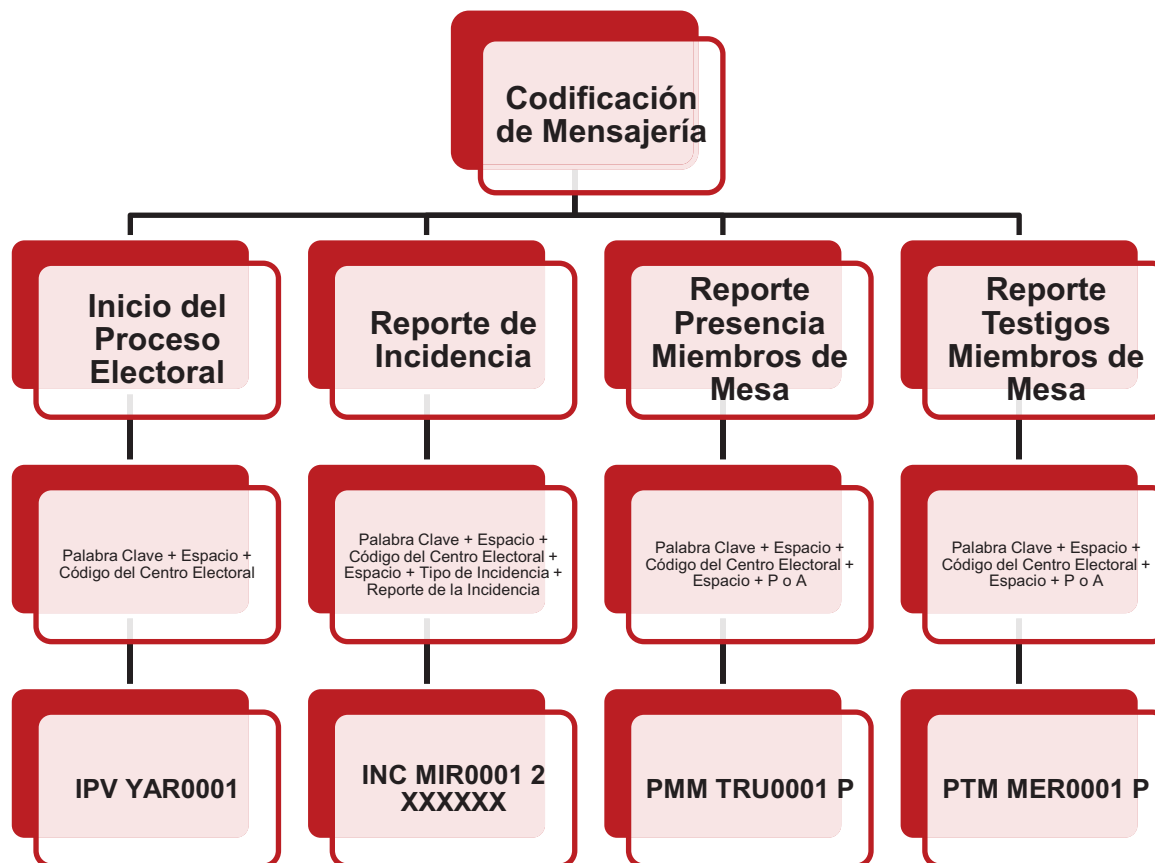 Codificación
de Mensajería
Inicio del
Proceso
Electoral
Reporte de
Incidencia
Reporte
Presencia
Miembros de
Mesa
Reporte
Testigos
Miembros de
Mesa
Palabra Clave + Espacio +
Código del Centro Electoral
Palabra Clave + Espacio +
Código del Centro Electoral +
Espacio + Tipo de Incidencia +
Reporte de la Incidencia
Palabra Clave + Espacio +
Código del Centro Electoral +
Espacio + P o A
Palabra Clave + Espacio +
Código del Centro Electoral +
Espacio + P o A
IPV YAR0001
INC MIR0001 2
XXXXXX
PMM TRU0001 P
PTM MER0001 P